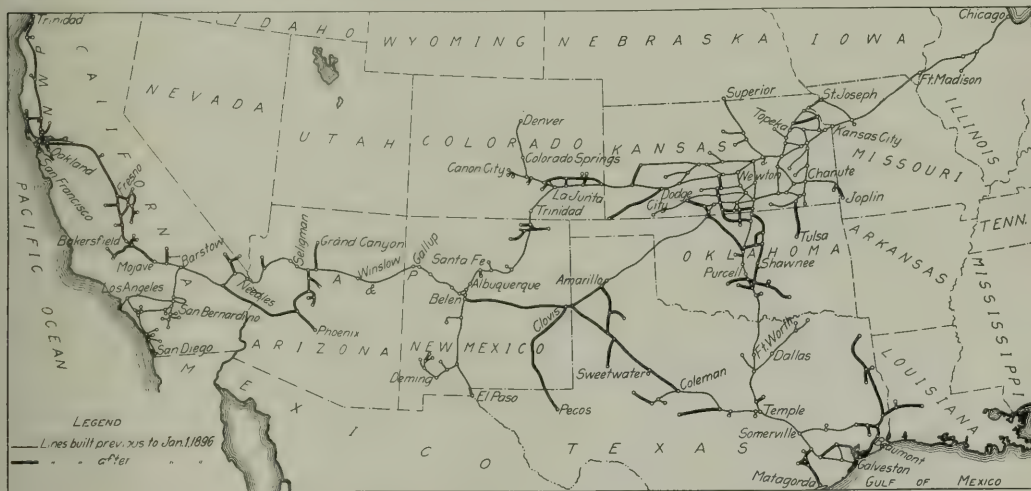 Trinidad
Chicago
IDAHO
WYOMING
NEBRASKA
IOWA
CALIFORNIA
NEVADA
UTAH
COLORADO
KANSAS
MISSOURI
ILLINOIS
Ft. Madison
Superior
St. Joseph
Topeka
Kansas City
Denver
Colorado Springs
Canon City
La Junta
Trinidad
Dodge
City
Newton
Chanute
Joplin
Tulsa
Oakland
San Francisco
Fresno
PACIFIC
OCEAN
Bakersfield
Mojave
Barstow
Needles
Seligman
Grand Canyon
Winslow
Gallup
A & P
Santa Fe
Albuquerque
Belen
Amarillo
OKLAHOMA
Shawnee
Purcell
ARKANSAS
TENN.
MISSISSIPPI
Los Angeles
San Bernardino
San Diego
Phoenix
ARIZONA
NEW MEXICO
Clovis
Deming
El Paso
Pecos
Sweetwater
Coleman
Ft. Worth
Dallas
Temple
Somerville
LOUISIANA
MEXICO
TEXAS
Beaumont
Galveston
Matagorda
GULF OF MEXICO
LEGEND
Lines built previous to Jan. 1, 1896
" " after " "